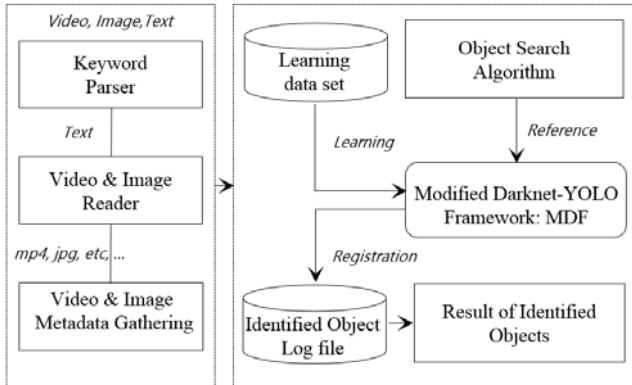 Video, Image,Text
Keyword
Parser
Text
Video & Image
Reader
mp4, jpg, etc, ...
Video & Image
Metadata Gathering
Learning
data set
Object Search
Algorithm
Learning
Reference
Modified Darknet-YOLO
Framework: MDF
Registration
Identified Object
Log file
Result of Identified
Objects